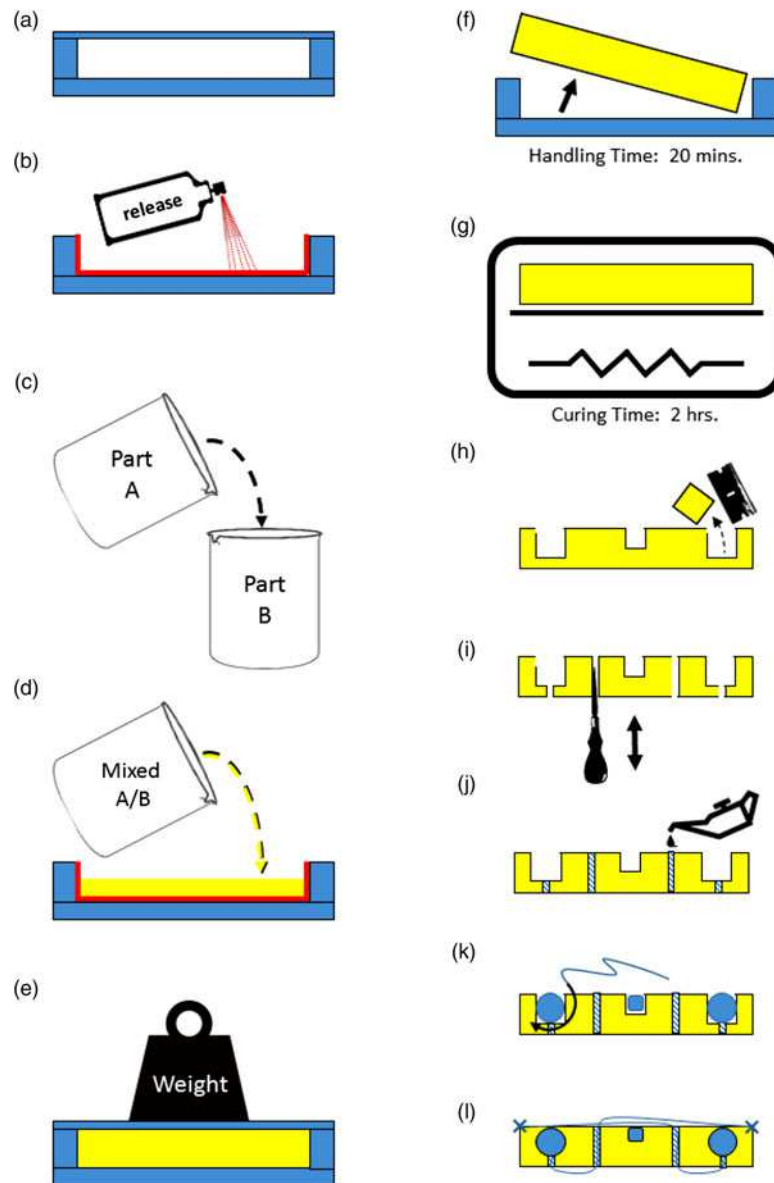 (a)
(b)
release
(c)
Part
A
Part
B
(d)
Mixed
A/B
(e)
Weight
(f)
Handling Time: 20 mins.
(g)
Curing Time: 2 hrs.
(h)
(i)
(j)
(k)
(l)